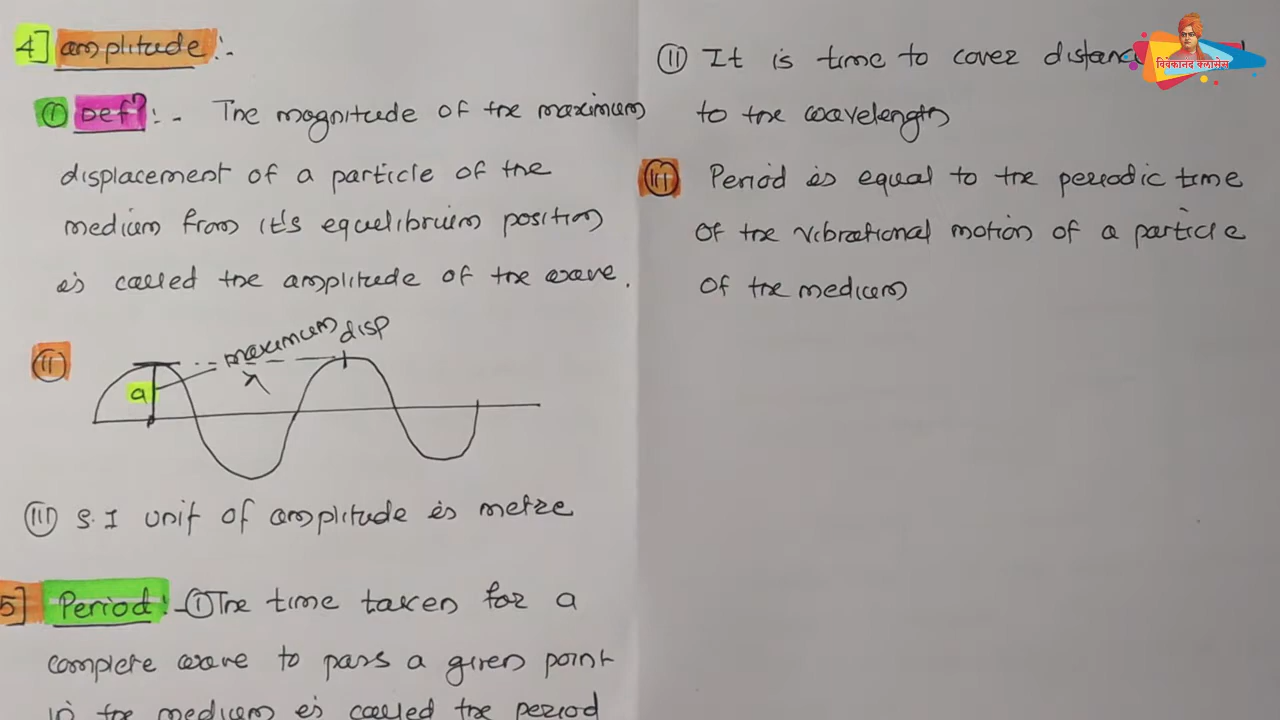 4] amplitude :-
① Defn :- The magnitude of the maximum
displacement of a particle of the
medium from it's equilibrium position
is called the amplitude of the wave.
②
maximum disp
a
λ
III S.I unit of amplitude is metre
5] Period :- ① The time taken for a
complete wave to pass a given point
in the medium is called the period
II It is time to cover distance
to the wavelength
III Period is equal to the periodic time
of the vibrational motion of a particle
of the medium
विवेकानंद क्लासेस